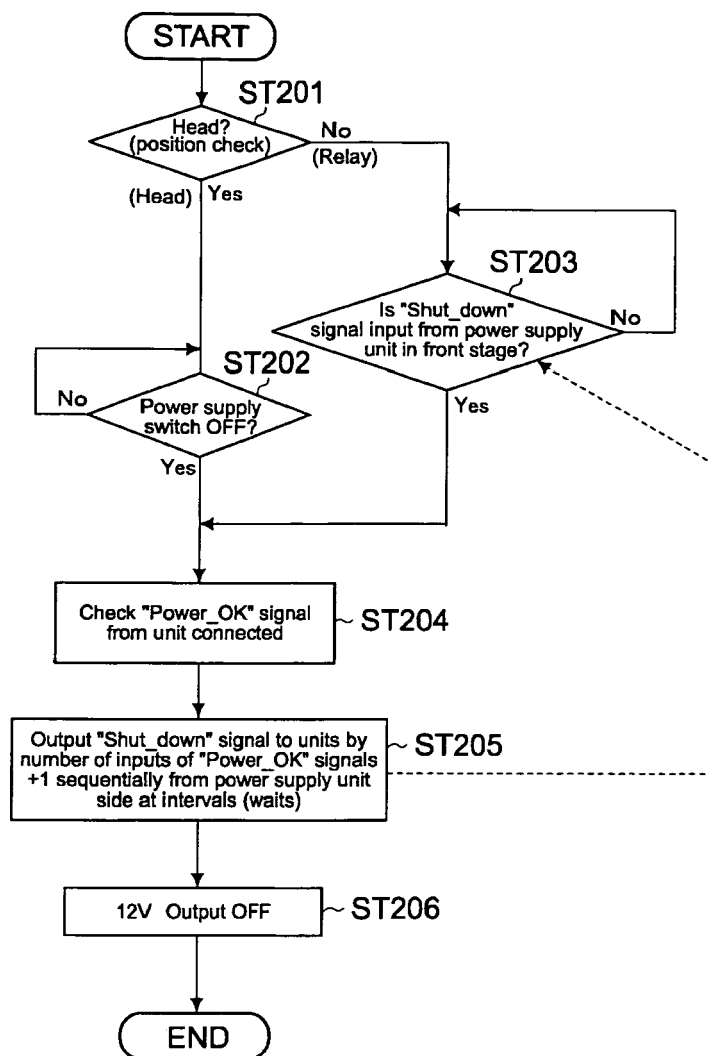 START
ST201
Head?
(position check)
No
(Relay)
(Head) Yes
ST203
Is "Shut_down"
signal input from power supply
unit in front stage?
No
Yes
ST202
No
Power supply
switch OFF?
Yes
Check "Power_OK" signal
from unit connected
ST204
Output "Shut_down" signal to units by
number of inputs of "Power_OK" signals
+1 sequentially from power supply unit
side at intervals (waits)
ST205
12V Output OFF
ST206
END